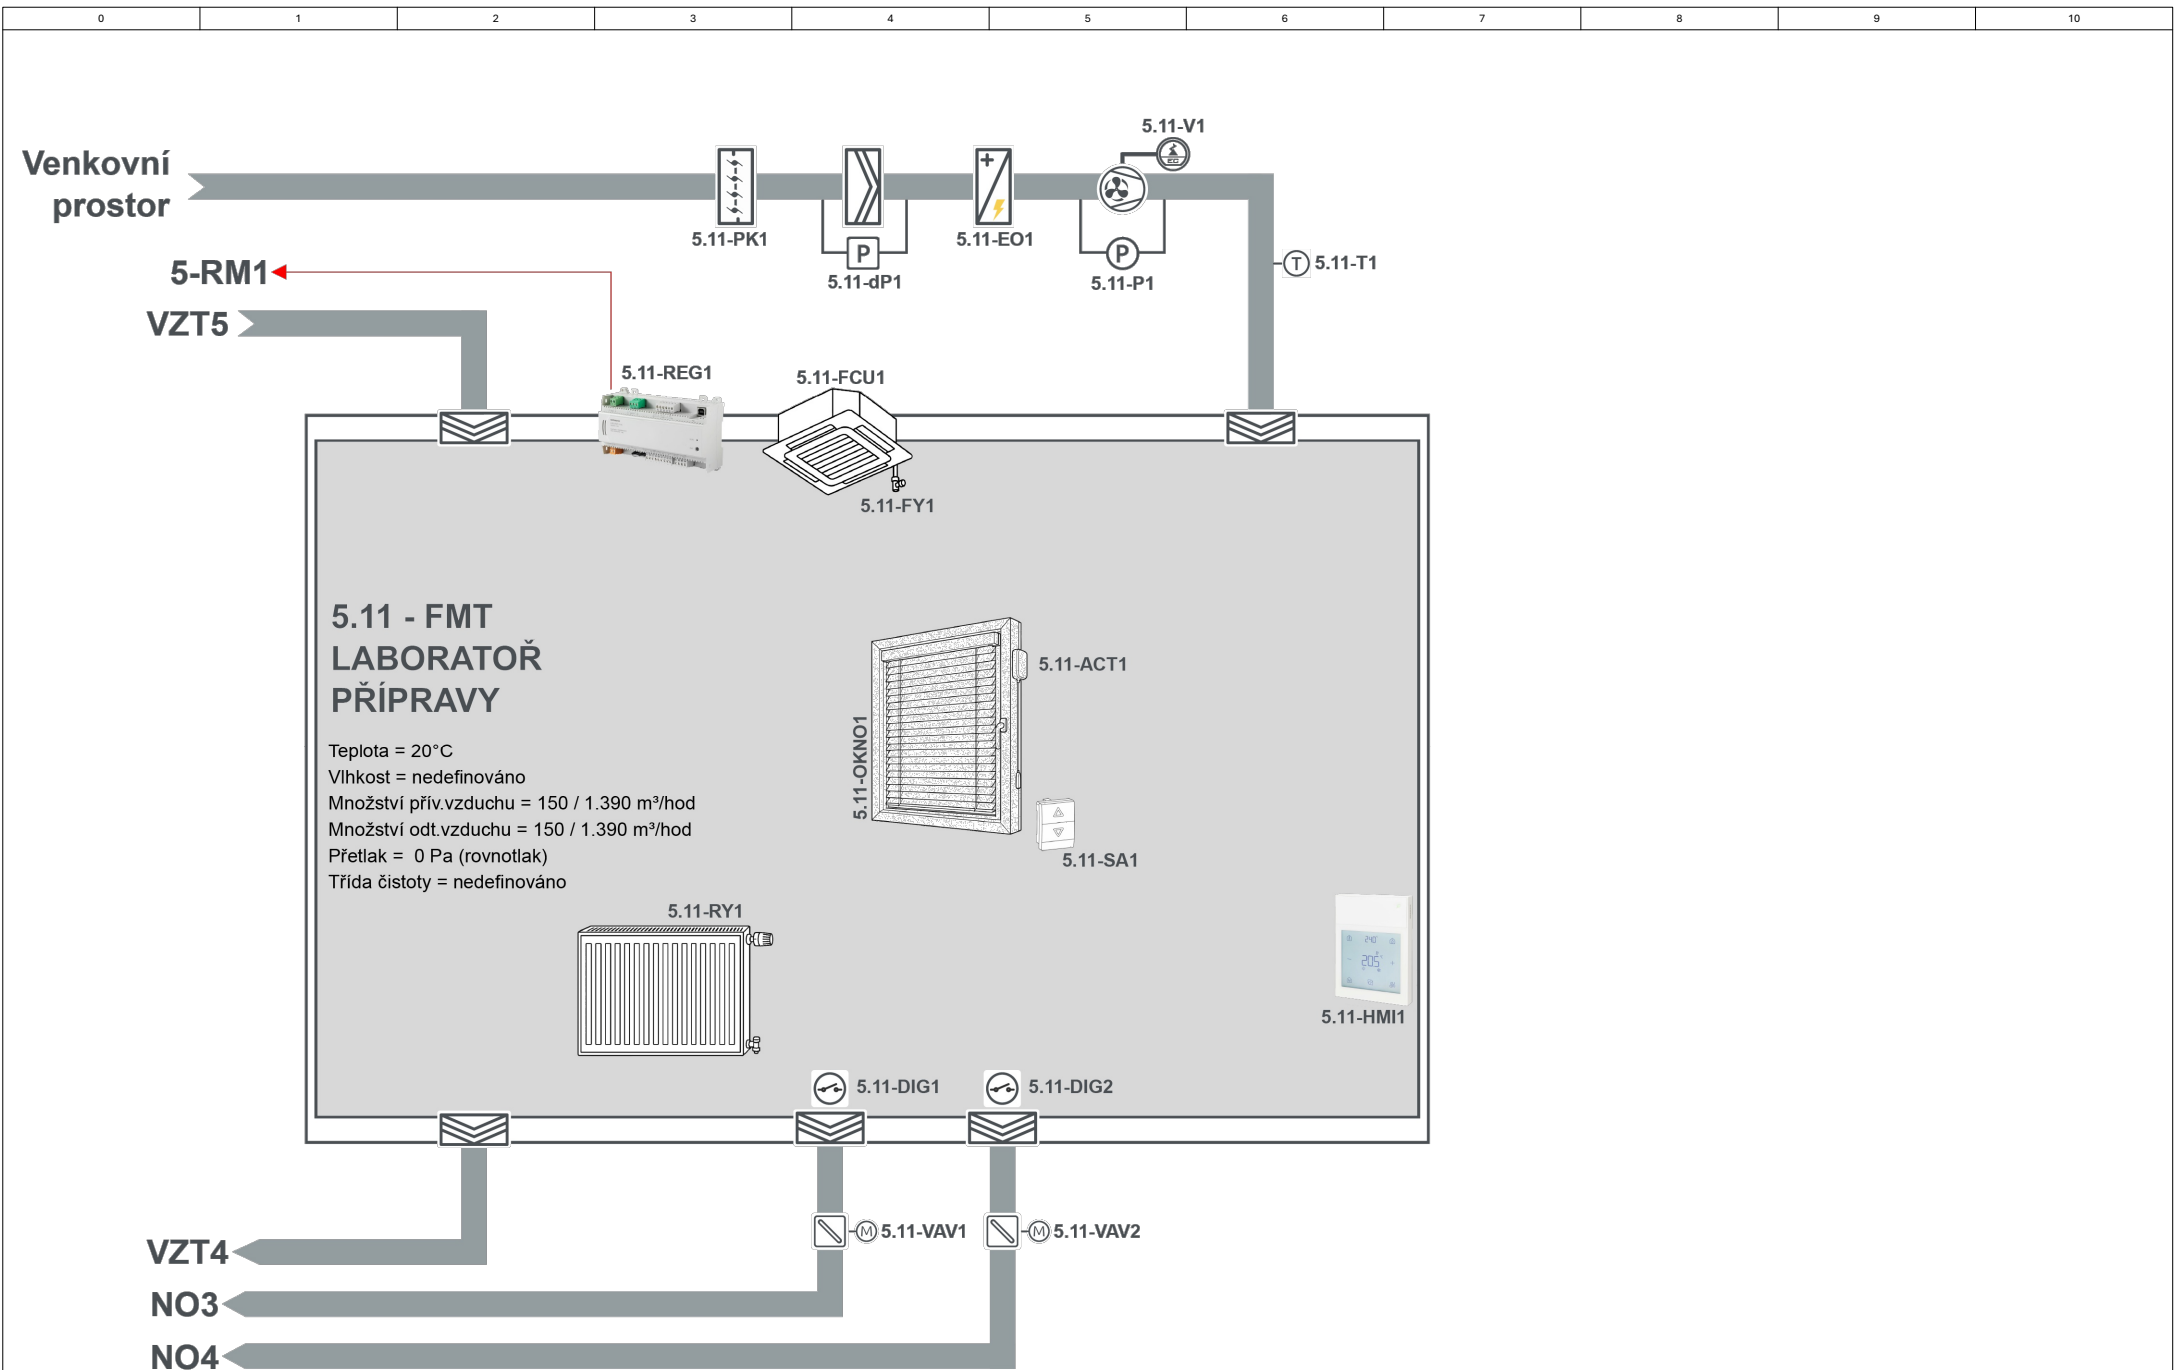 0 1 2 3 4 5 6 7 8 9 10
5.11-V1
Venkovní
prostor
5.11-PK1
5.11-EO1
P
P
5.11-dP1
5.11-P1
T 5.11-T1
5-RM1
VZT5
5.11-REG1
5.11-FCU1
5.11-FY1
5.11 - FMT
LABORATOŘ
PŘÍPRAVY
5.11-ACT1
5.11-OKNO1
Teplota = 20°C
Vlhkost = nedefinováno
Množství přív.vzduchu = 150 / 1.390 m³/hod
Množství odt.vzduchu = 150 / 1.390 m³/hod
Přetlak =  0 Pa (rovnotlak)
Třída čistoty = nedefinováno
5.11-SA1
5.11-RY1
5.11-HMI1
5.11-DIG1
5.11-DIG2
M 5.11-VAV1
M 5.11-VAV2
VZT4
NO3
NO4